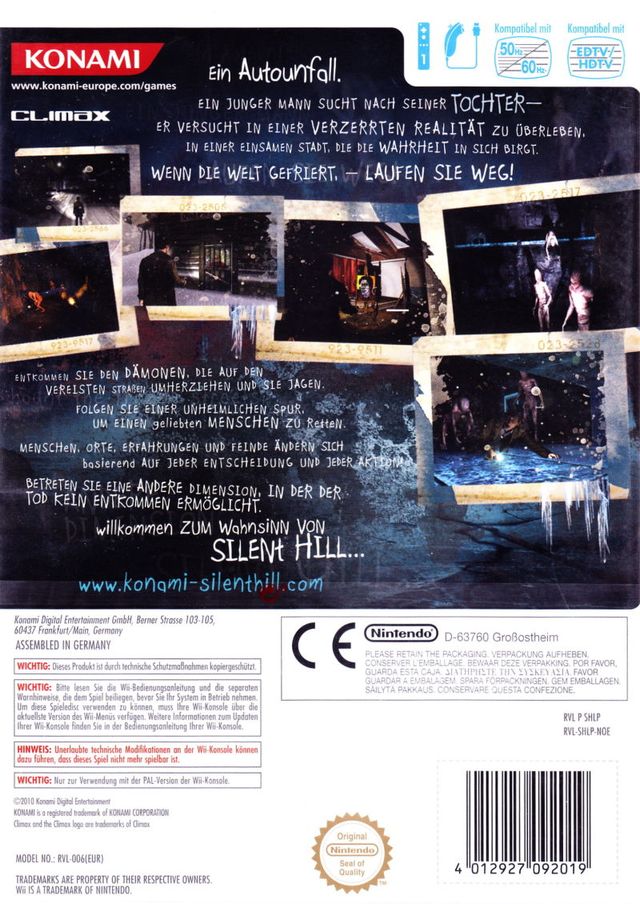 KONAMI
www.konami-europe.com/games
CLIMAX
1
Kompatibel mit
50Hz
60Hz
Kompatibel mit
EDTV/
HDTV
Ein Autounfall.
EIN JUNGER MANN SUCHT NACH SEINER TOCHTER—
ER VERSUCHT IN EINER VERZERRTEN REALITÄT ZU ÜBERLEBEN,
IN EINER EINSAMEN STADT, DIE DIE WAHRHEIT IN SICH BIRGT.
WENN DIE WELT GEFRIERT, – LAUFEN SIE WEG!
023-2517
023-9517
023-9511
ENTKOMMEN SIE DEN DÄMONEN, DIE AUF DEN
VEREISTEN STRAßEN UMHERZIEHEN UND SIE JAGEN.
FOLGEN SIE EINER UNHEIMLICHEN SPUR,
UM EINEN geliebten MENSCHEN ZU Retten.
MENSCHEN, ORTE, ERFAHRUNGEN UND FEINDE ÄNDERN SICH
basierend AUF JEDER ENTSCHEIDUNG UND JEDER AKTION!
BETRETEN SIE EINE ANDERE DIMENSION, IN DER DER
TOD KEIN ENTKOMMEN ERMÖGLICHT.
willkommen ZUM Wahnsinn VON
SILENt HILL...
www.konami-silenthill.com
Konami Digital Entertainment GmbH, Berner Strasse 103-105,
60437 Frankfurt/Main, Germany
ASSEMBLED IN GERMANY
WICHTIG: Dieses Produkt ist durch technische Schutzmaßnahmen kopiergeschützt.
WICHTIG: Bitte lesen Sie die Wii-Bedienungsanleitung und die separaten
Warnhinweise, die dem Spiel beiliegen, bevor Sie Ihr System in Betrieb nehmen.
Um diese Spieledisc verwenden zu können, muss Ihre Wii-Konsole über die
aktuellste Version des Wii-Menüs verfügen. Weitere Informationen zum Updaten
Ihrer Wii-Konsole finden Sie in der Bedienungsanleitung Ihrer Wii-Konsole.
HINWEIS: Unerlaubte technische Modifikationen an der Wii-Konsole können
dazu führen, dass dieses Spiel nicht mehr spielbar ist.
WICHTIG: Nur zur Verwendung mit der PAL-Version der Wii-Konsole.
©2010 Konami Digital Entertainment
KONAMI is a registered trademark of KONAMI CORPORATION
Climax and the Climax logo are trademarks of Climax
MODEL NO.: RVL-006(EUR)
TRADEMARKS ARE PROPERTY OF THEIR RESPECTIVE OWNERS.
Wii IS A TRADEMARK OF NINTENDO.
CE
Nintendo D-63760 Großostheim
PLEASE RETAIN THE PACKAGING. VERPACKUNG AUFHEBEN.
CONSERVER L'EMBALLAGE. BEWAAR DEZE VERPAKKING. POR FAVOR,
GUARDA ESTA CAJA. ΔΙΑΤΗΡΗΣΤΕ ΤΗΝ ΣΥΣΚΕΥΑΣΙΑ. FAVOR
GUARDAR A EMBALAGEM. SPARA FÖRPACKNINGEN. GEM EMBALLAGEN.
SÄILYTÄ PAKKAUS. CONSERVARE QUESTA CONFEZIONE.
RVL P SHLP
RVL-SHLP-NOE
Original
Nintendo
Seal of
Quality
TM
4 012927 092019